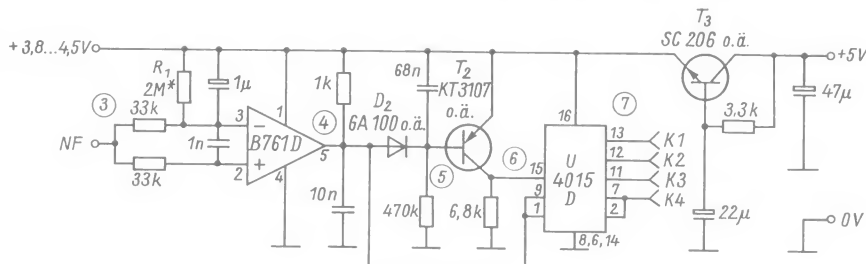 T₃
SC 206 o.ä.
+3,8...4,5V
+5V
R₁
2M*
1µ
1k
68n
T₂
KT3107
o.ä.
47µ
3
33k
3
1
4
D₂
6A 100 o.ä.
16
7
3,3k
NF
1n
B761D
−
+
5
13
K1
12
K2
6
15
U
4015
D
11
K3
9
7
K4
1
2
33k
2
4
10n
5
470k
6,8k
22µ
0V
8,6,14